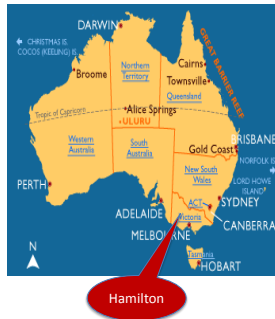 DARWIN
CHRISTMAS IS.
COCOS (KEELING) IS.
GREAT BARRIER REEF
Broome
Northern
Territory
Cairns
Townsville
Queensland
Tropic of Capricorn
Alice Springs
ULURU
Western
Australia
South
Australia
BRISBANE
Gold Coast
NORFOLK IS
New South
Wales
LORD HOWE
ISLAND
PERTH
ACT
SYDNEY
ADELAIDE
Victoria
CANBERRA
MELBOURNE
N
Tasmania
HOBART
Hamilton